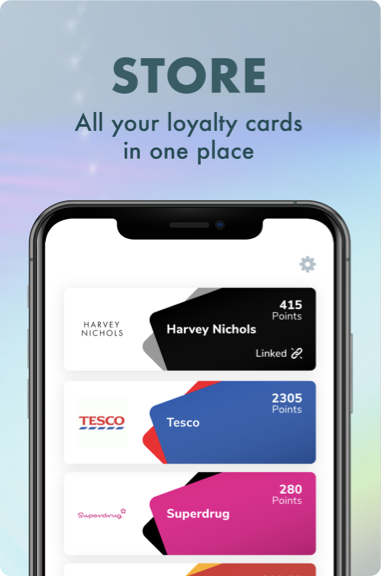 STORE
All your loyalty cards
in one place
HARVEY
NICHOLS
415
Points
Harvey Nichols
Linked
TESCO
2305
Points
Tesco
Superdrug
280
Points
Superdrug